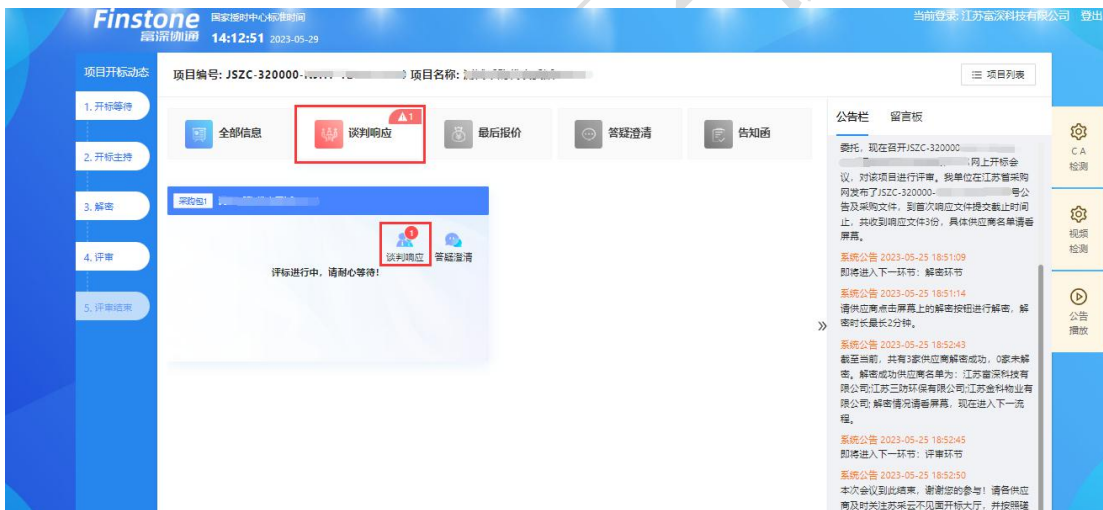 Finstone
富深协通
国家授时中心标准时间
14:12:51 2023-05-29
当前登录: 江苏富深科技有限公司 登出
项目开标动态
1. 开标等待
2. 开标主持
3. 解密
4. 评审
5. 评审结束
项目编号: JSZC-320000- 项目名称:
项目列表
全部信息
谈判响应
1
最后报价
答疑澄清
告知函
采购包1
1
谈判响应
答疑澄清
评标进行中，请耐心等待!
»
公告栏 留言板
委托，现在召开JSZC-320000
网上开标会
议，对该项目进行评审。我单位在江苏省采购
网发布了JSZC-320000- 号公
告及采购文件，到首次响应文件提交截止时间
止，共收到响应文件3份，具体供应商名单请看
屏幕。
系统公告 2023-05-25 18:51:09
即将进入下一环节：解密环节
系统公告 2023-05-25 18:51:14
请供应商点击屏幕上的解密按钮进行解密，解
密时长最长2分钟。
系统公告 2023-05-25 18:52:43
截至当前，共有3家供应商解密成功，0家未解
密。解密成功供应商名单为：江苏富深科技有
限公司;江苏三防环保有限公司;江苏金科物业有
限公司; 解密情况请看屏幕，现在进入下一流
程。
系统公告 2023-05-25 18:52:45
即将进入下一环节：评审环节
系统公告 2023-05-25 18:52:50
本次会议到此结束，谢谢您的参与！请各供应
商及时关注苏采云不见面开标大厅，并按照磋
CA
检测
视频
检测
公告
播放